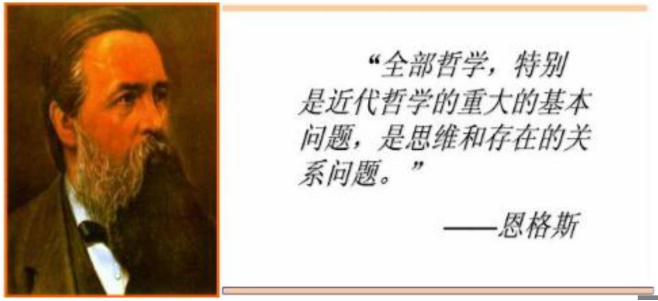 “全部哲学，特别
是近代哲学的重大的基本
问题，是思维和存在的关
系问题。”
——恩格斯